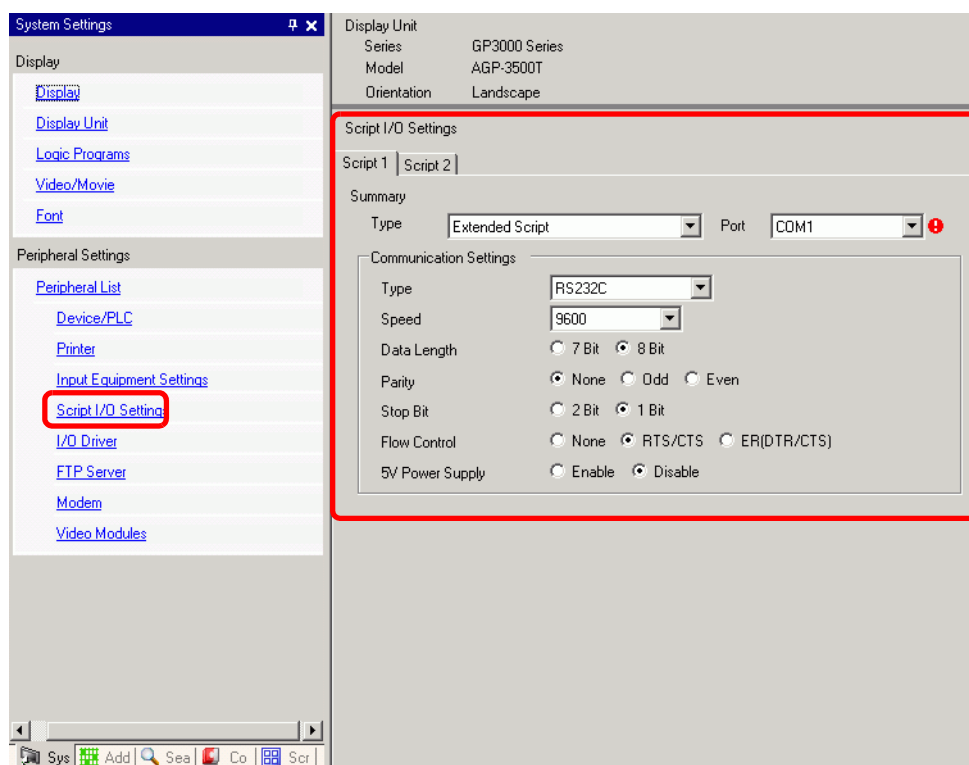 System Settings
Display
Display
Display Unit
Logic Programs
Video/Movie
Font
Peripheral Settings
Peripheral List
Device/PLC
Printer
Input Equipment Settings
Script I/O Settings
I/O Driver
FTP Server
Modem
Video Modules
Sys Add Sea Co Scr
Display Unit
Series GP3000 Series
Model AGP-3500T
Orientation Landscape
Script I/O Settings
Script 1 Script 2
Summary
Type Extended Script Port COM1
Communication Settings
Type RS232C
Speed 9600
Data Length 7 Bit 8 Bit
Parity None Odd Even
Stop Bit 2 Bit 1 Bit
Flow Control None RTS/CTS ER(DTR/CTS)
5V Power Supply Enable Disable